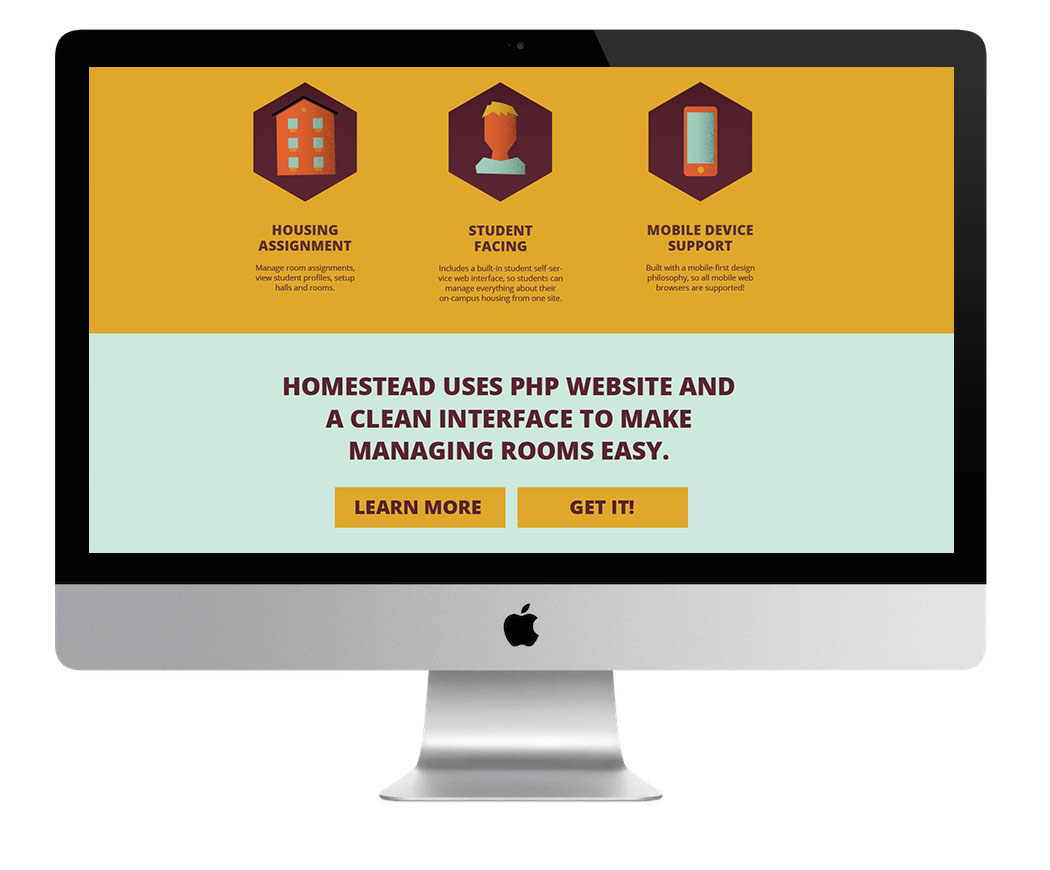 HOUSING
ASSIGNMENT
Manage room assignments,
view student profiles, setup
halls and rooms.
STUDENT
FACING
Includes a built-in student self-ser-
vice web interface, so students can
manage everything about their
on-campus housing from one site.
MOBILE DEVICE
SUPPORT
Built with a mobile-first design
philosophy, so all mobile web
browsers are supported!
HOMESTEAD USES PHP WEBSITE AND
A CLEAN INTERFACE TO MAKE
MANAGING ROOMS EASY.
LEARN MORE
GET IT!